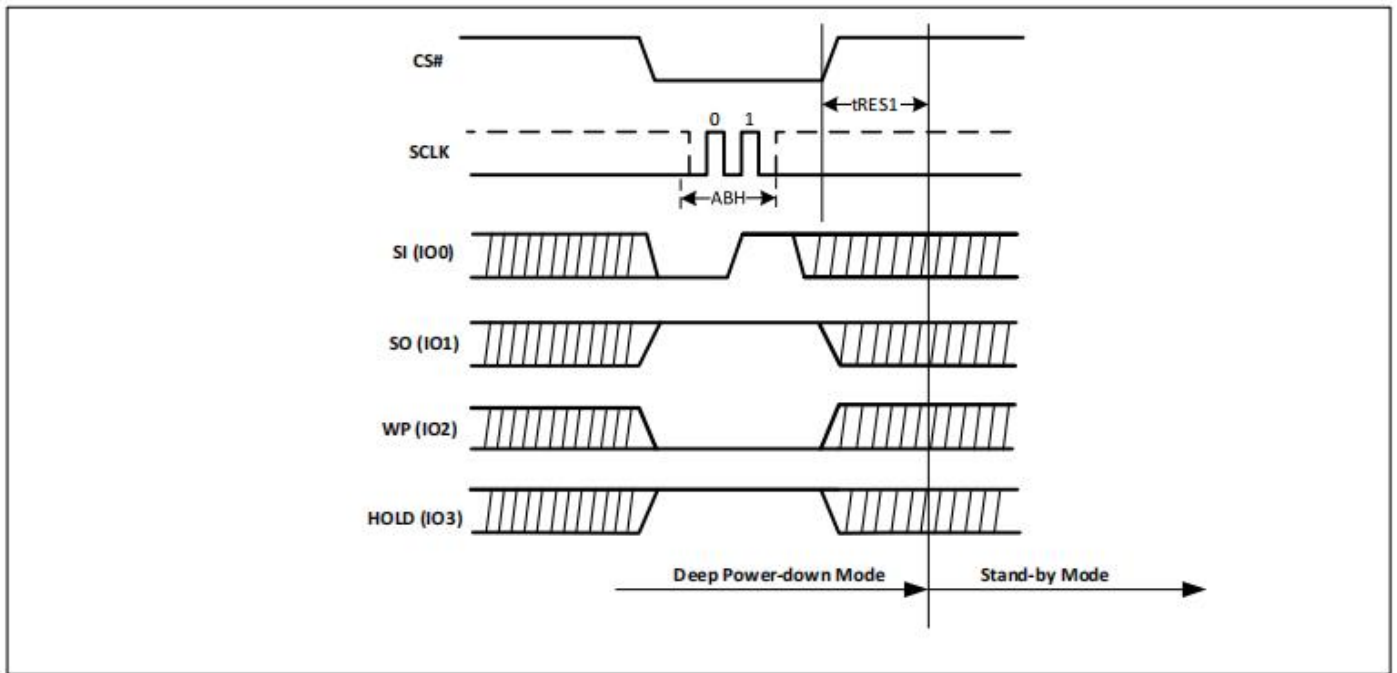 CS#
tRES1
0 1
SCLK
ABH
SI (IO0)
SO (IO1)
WP (IO2)
HOLD (IO3)
Deep Power-down Mode Stand-by Mode